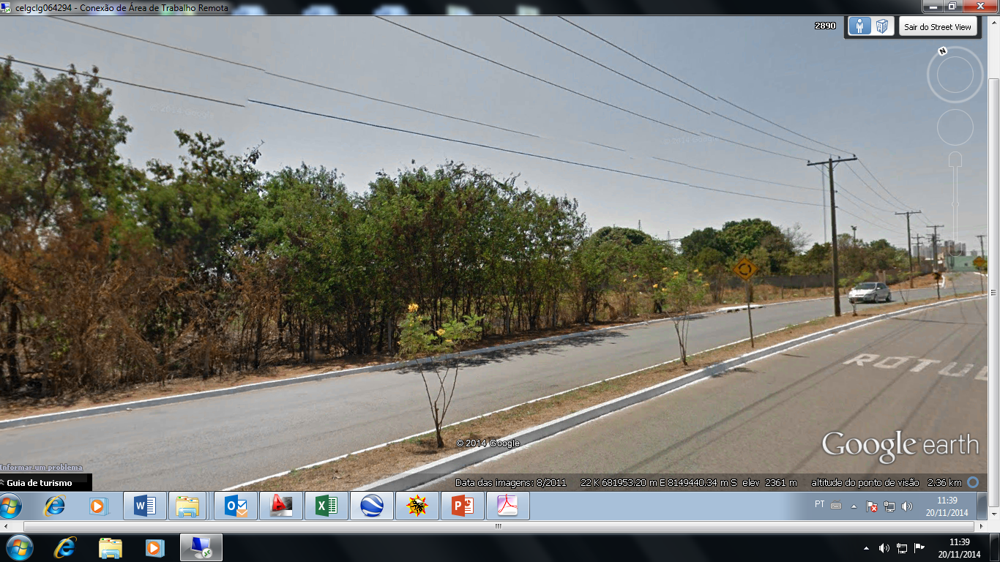 celgclg064294 - Conexão de Área de Trabalho Remota
2890
Sair do Street View
N
© 2014 Google
ROTUL
Google earth
Informar um problema
Guia de turismo
Data das imagens: 8/2011 22 K 681953.20 m E 8149440.34 m S elev 2361 m altitude do ponto de visão 2.36 km
PT
11:39
20/11/2014
11:39
20/11/2014